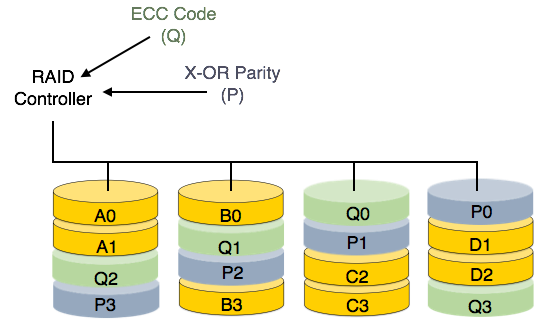 ECC Code
(Q)
X-OR Parity
(P)
RAID
Controller
A0
B0
Q0
P0
A1
Q1
P1
D1
Q2
P2
C2
D2
P3
B3
C3
Q3